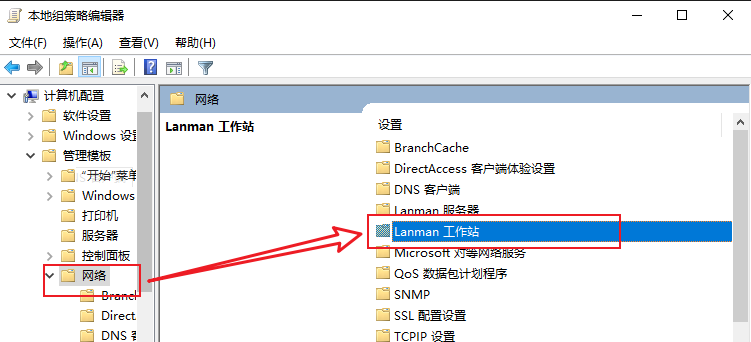 本地组策略编辑器
文件(F) 操作(A) 查看(V) 帮助(H)
计算机配置
软件设置
Windows 设
管理模板
"开始"菜单
Windows
打印机
服务器
控制面板
网络
Branch
Direct
DNS 客
网络
Lanman 工作站
设置
BranchCache
DirectAccess 客户端体验设置
DNS 客户端
Lanman 服务器
Lanman 工作站
Microsoft 对等网络服务
QoS 数据包计划程序
SNMP
SSL 配置设置
TCPIP 设置